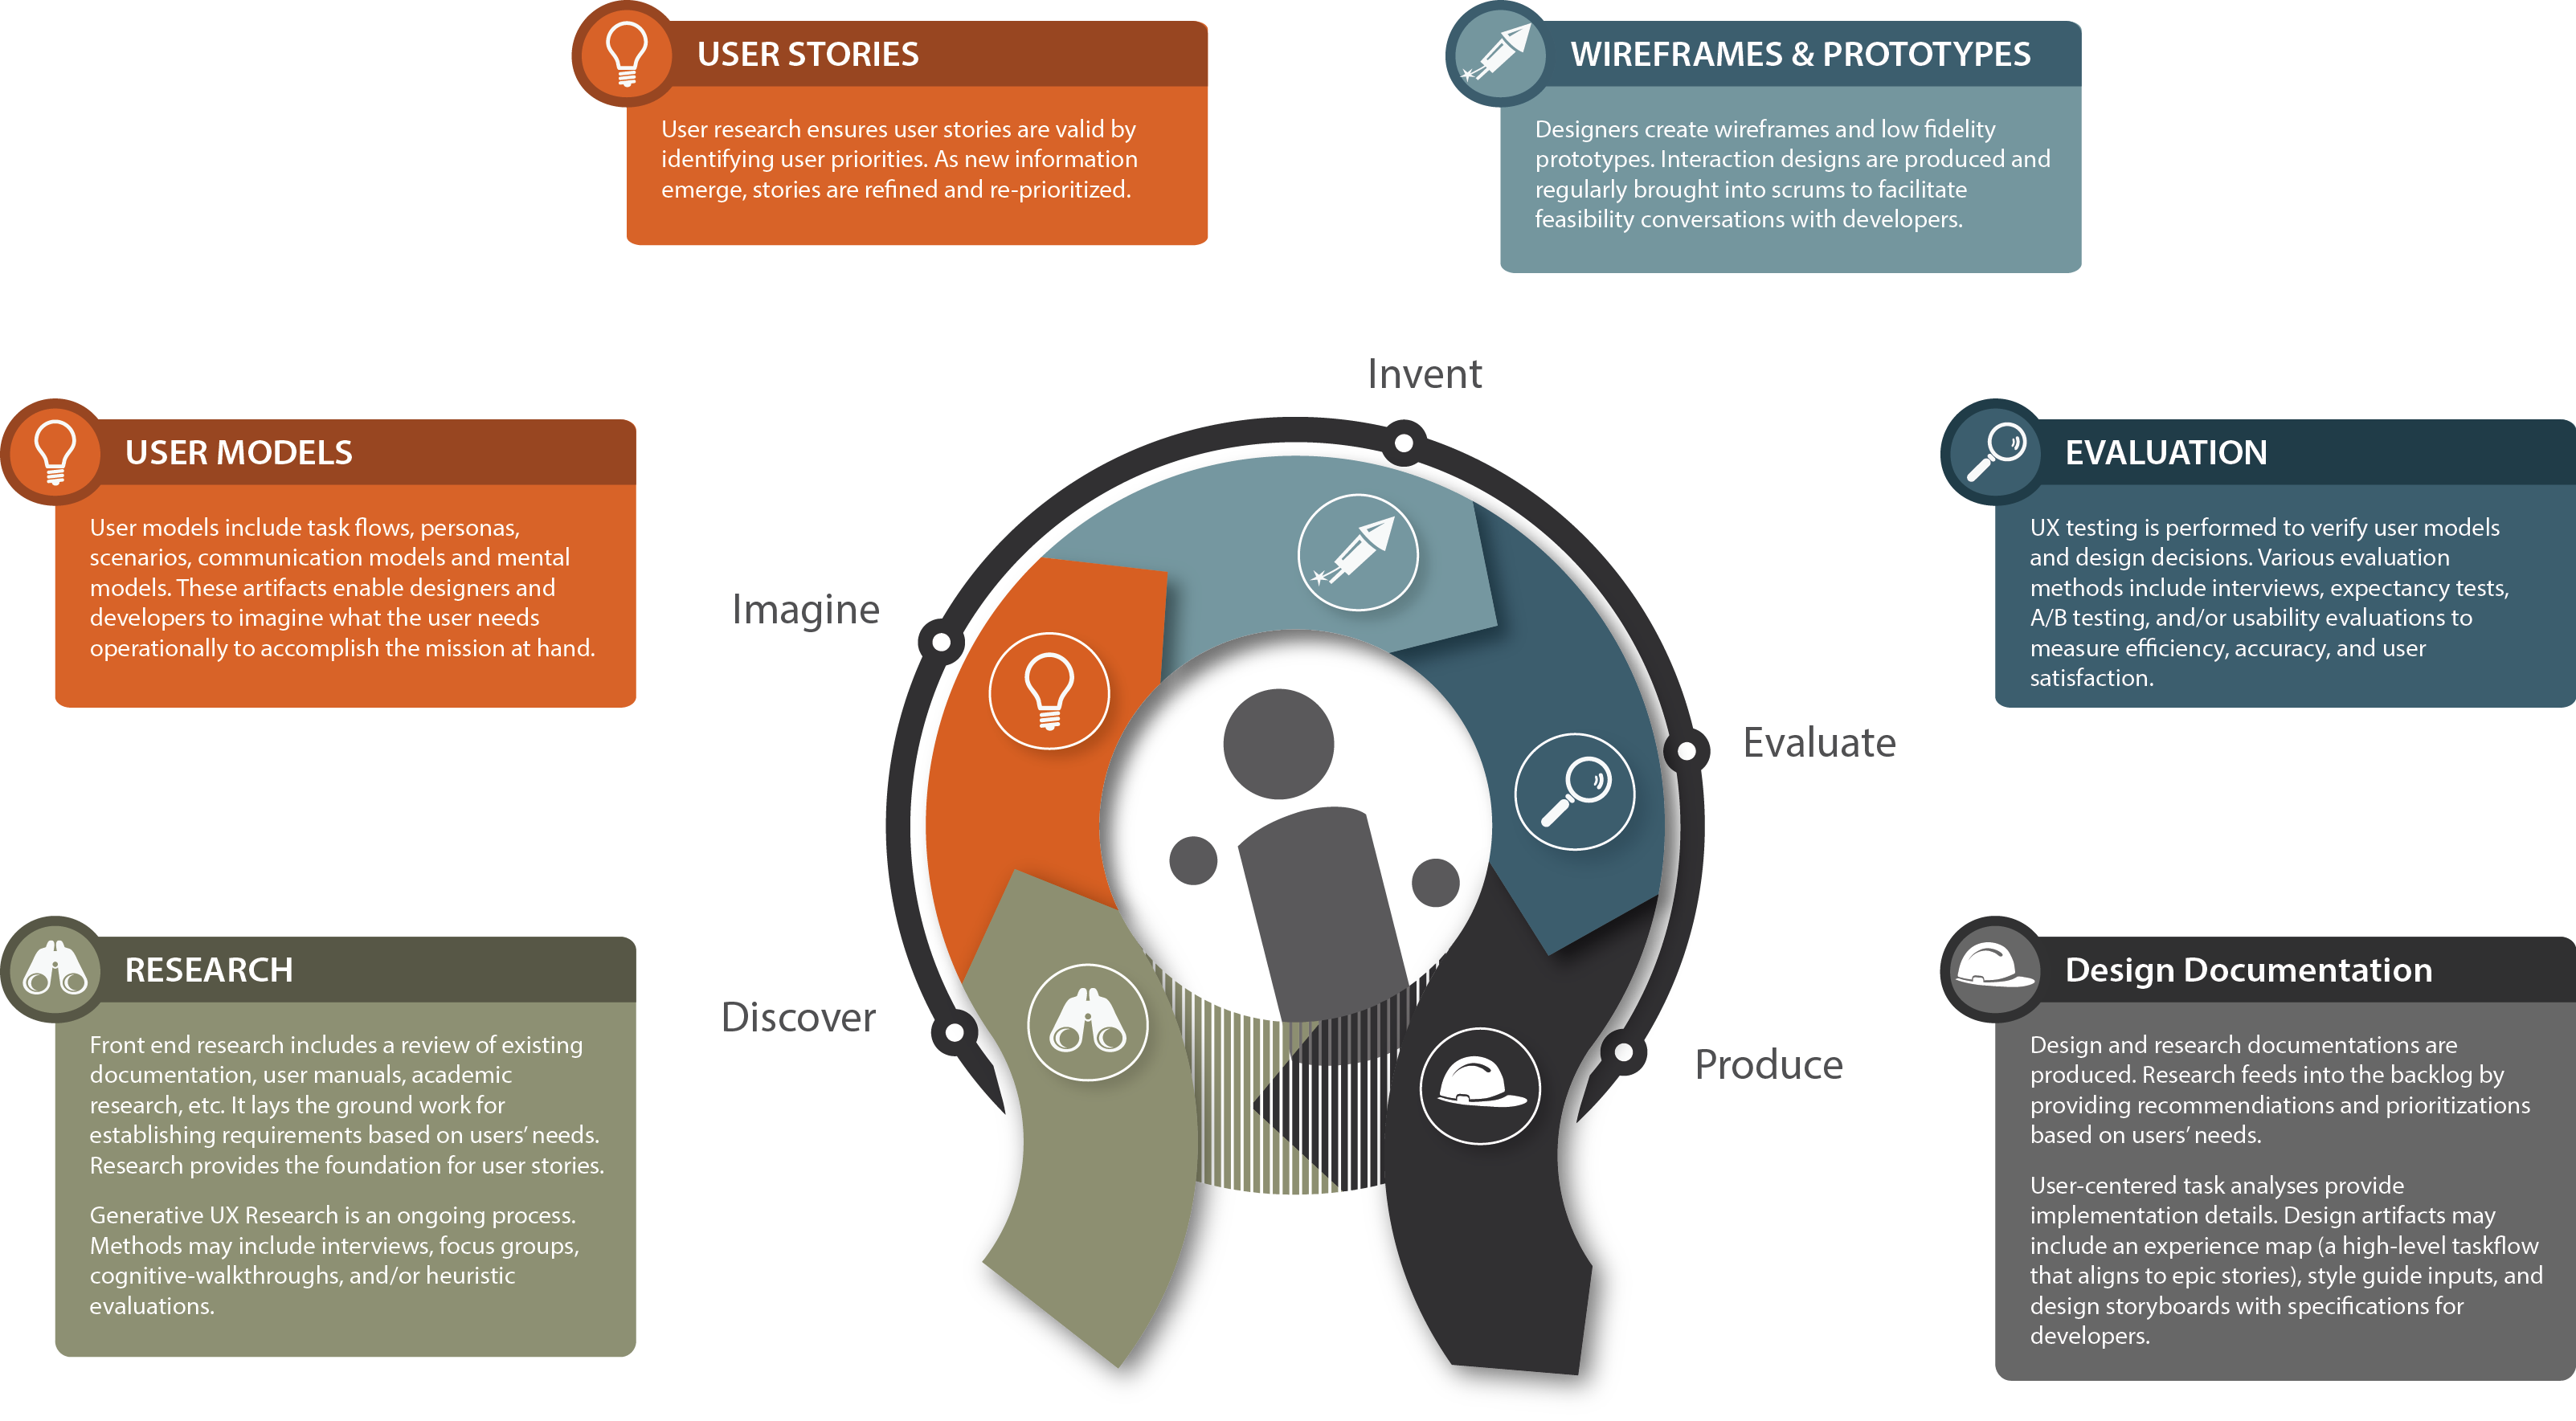 USER STORIES
User research ensures user stories are valid by
identifying user priorities. As new information
emerge, stories are refined and re-prioritized.
WIREFRAMES & PROTOTYPES
Designers create wireframes and low fidelity
prototypes. Interaction designs are produced and
regularly brought into scrums to facilitate
feasibility conversations with developers.
USER MODELS
User models include task flows, personas,
scenarios, communication models and mental
models. These artifacts enable designers and
developers to imagine what the user needs
operationally to accomplish the mission at hand.
Invent
Imagine
Evaluate
Discover
Produce
EVALUATION
UX testing is performed to verify user models
and design decisions. Various evaluation
methods include interviews, expectancy tests,
A/B testing, and/or usability evaluations to
measure efficiency, accuracy, and user
satisfaction.
RESEARCH
Front end research includes a review of existing
documentation, user manuals, academic
research, etc. It lays the ground work for
establishing requirements based on users’ needs.
Research provides the foundation for user stories.
Generative UX Research is an ongoing process.
Methods may include interviews, focus groups,
cognitive-walkthroughs, and/or heuristic
evaluations.
Design Documentation
Design and research documentations are
produced. Research feeds into the backlog by
providing recommendiations and prioritizations
based on users’ needs.
User-centered task analyses provide
implementation details. Design artifacts may
include an experience map (a high-level taskflow
that aligns to epic stories), style guide inputs, and
design storyboards with specifications for
developers.